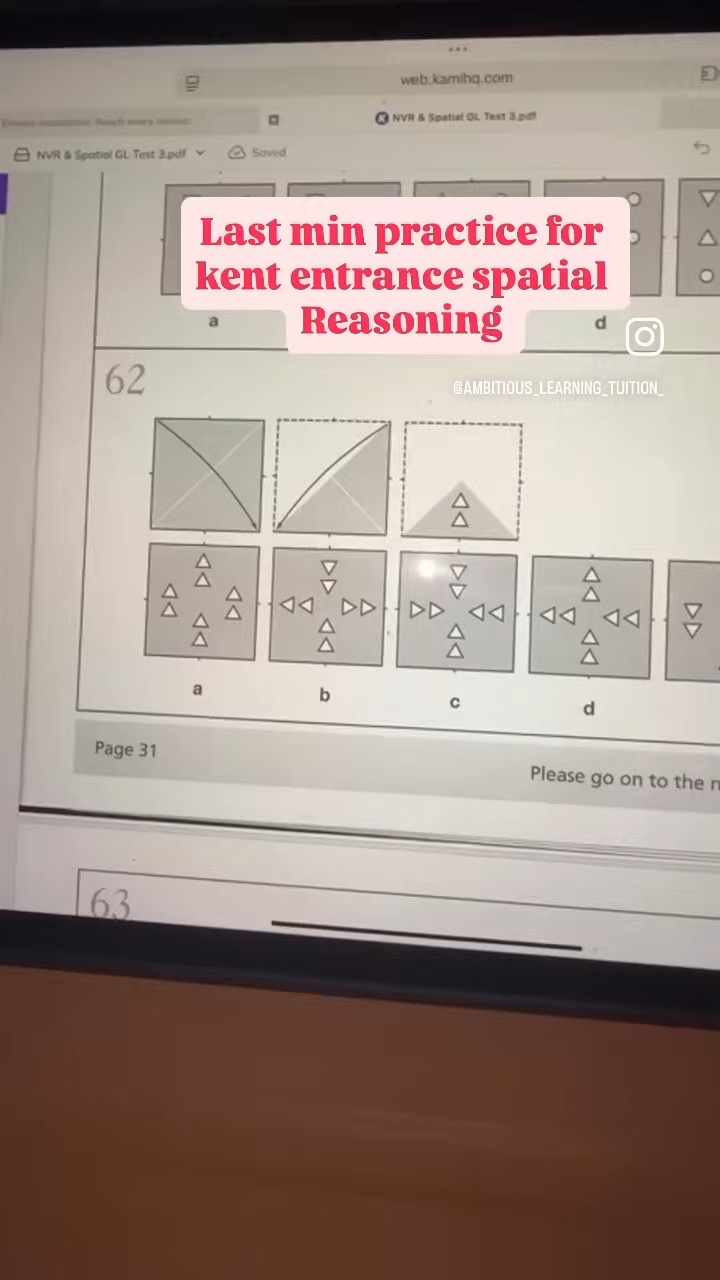 web.kamihq.com
NVR & Spatial GL Test 3.pdf
NVR & Spatial GL Test 3.pdf
Saved
Last min practice for
kent entrance spatial
Reasoning
a
d
@AMBITIOUS_LEARNING_TUITION_
62
a
b
c
d
Page 31
Please go on to the
63